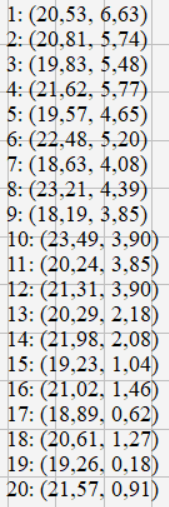 1: (20,53, 6,63)
2: (20,81, 5,74)
3: (19,83, 5,48)
4: (21,62, 5,77)
5: (19,57, 4,65)
6: (22,48, 5,20)
7: (18,63, 4,08)
8: (23,21, 4,39)
9: (18,19, 3,85)
10: (23,49, 3,90)
11: (20,24, 3,85)
12: (21,31, 3,90)
13: (20,29, 2,18)
14: (21,98, 2,08)
15: (19,23, 1,04)
16: (21,02, 1,46)
17: (18,89, 0,62)
18: (20,61, 1,27)
19: (19,26, 0,18)
20: (21,57, 0,91)